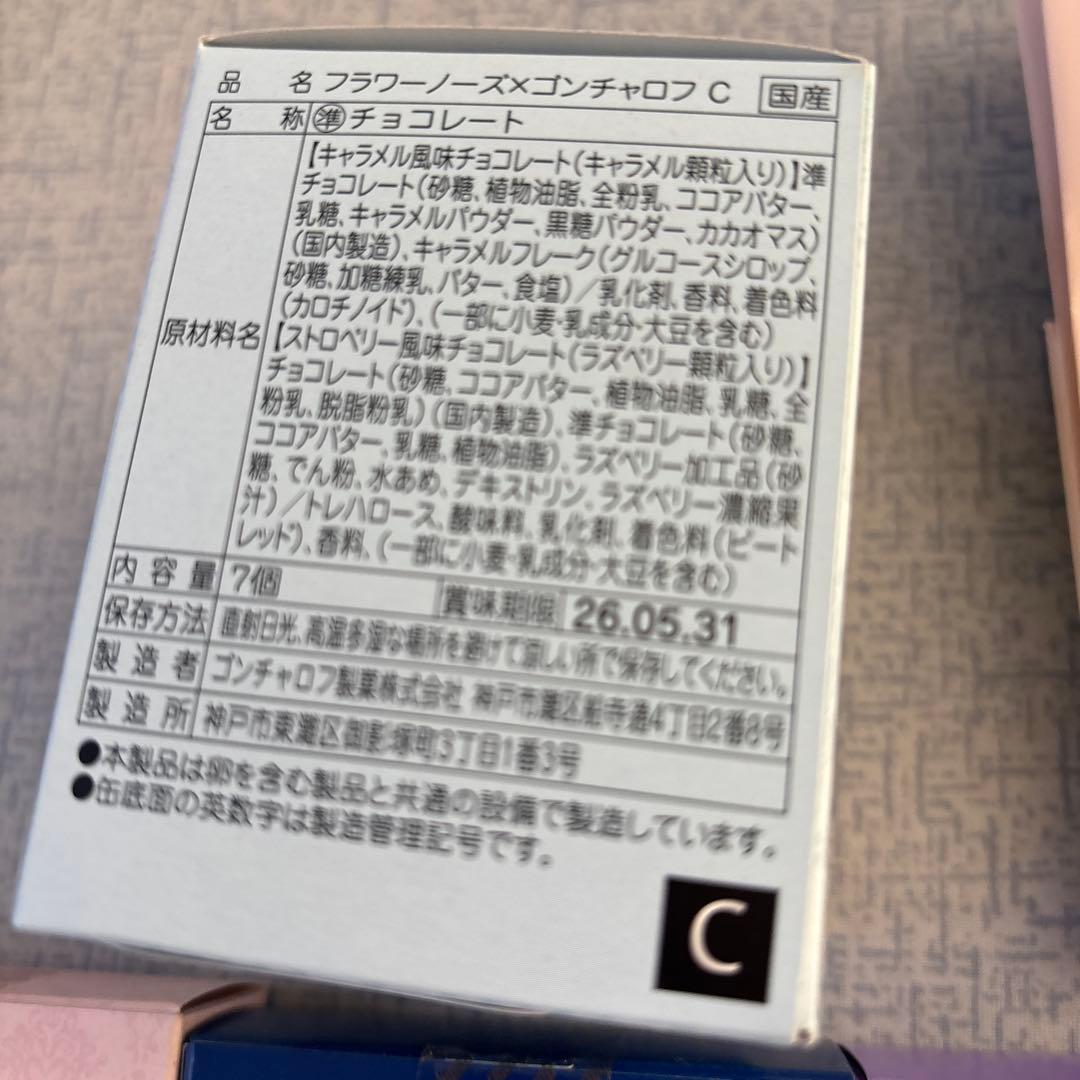 品名 フラワーノーズ×ゴンチャロフ C 国産
名称 ㊟準チョコレート
原材料名
【キャラメル風味チョコレート(キャラメル顆粒入り)】準
チョコレート(砂糖、植物油脂、全粉乳、ココアバター、
乳糖、キャラメルパウダー、黒糖パウダー、カカオマス)
(国内製造)、キャラメルフレーク(グルコースシロップ、
砂糖、加糖練乳、バター、食塩)／乳化剤、香料、着色料
(カロチノイド)、(一部に小麦・乳成分・大豆を含む)
【ストロベリー風味チョコレート(ラズベリー顆粒入り)】
チョコレート(砂糖、ココアバター、植物油脂、乳糖、全
粉乳、脱脂粉乳)(国内製造)、準チョコレート(砂糖、
ココアバター、乳糖、植物油脂)、ラズベリー加工品(砂
糖、でん粉、水あめ、デキストリン、ラズベリー濃縮果
汁)／トレハロース、酸味料、乳化剤、着色料(ビート
レッド)、香料、(一部に小麦・乳成分・大豆を含む)
内容量 7個 賞味期限 26.05.31
保存方法 直射日光、高温多湿な場所を避けて涼しい所で保存してください。
製造者 ゴンチャロフ製菓株式会社 神戸市灘区船寺通4丁目2番8号
製造所 神戸市東灘区御影塚町3丁目1番3号
●本製品は卵を含む製品と共通の設備で製造しています。
●缶底面の英数字は製造管理記号です。
C